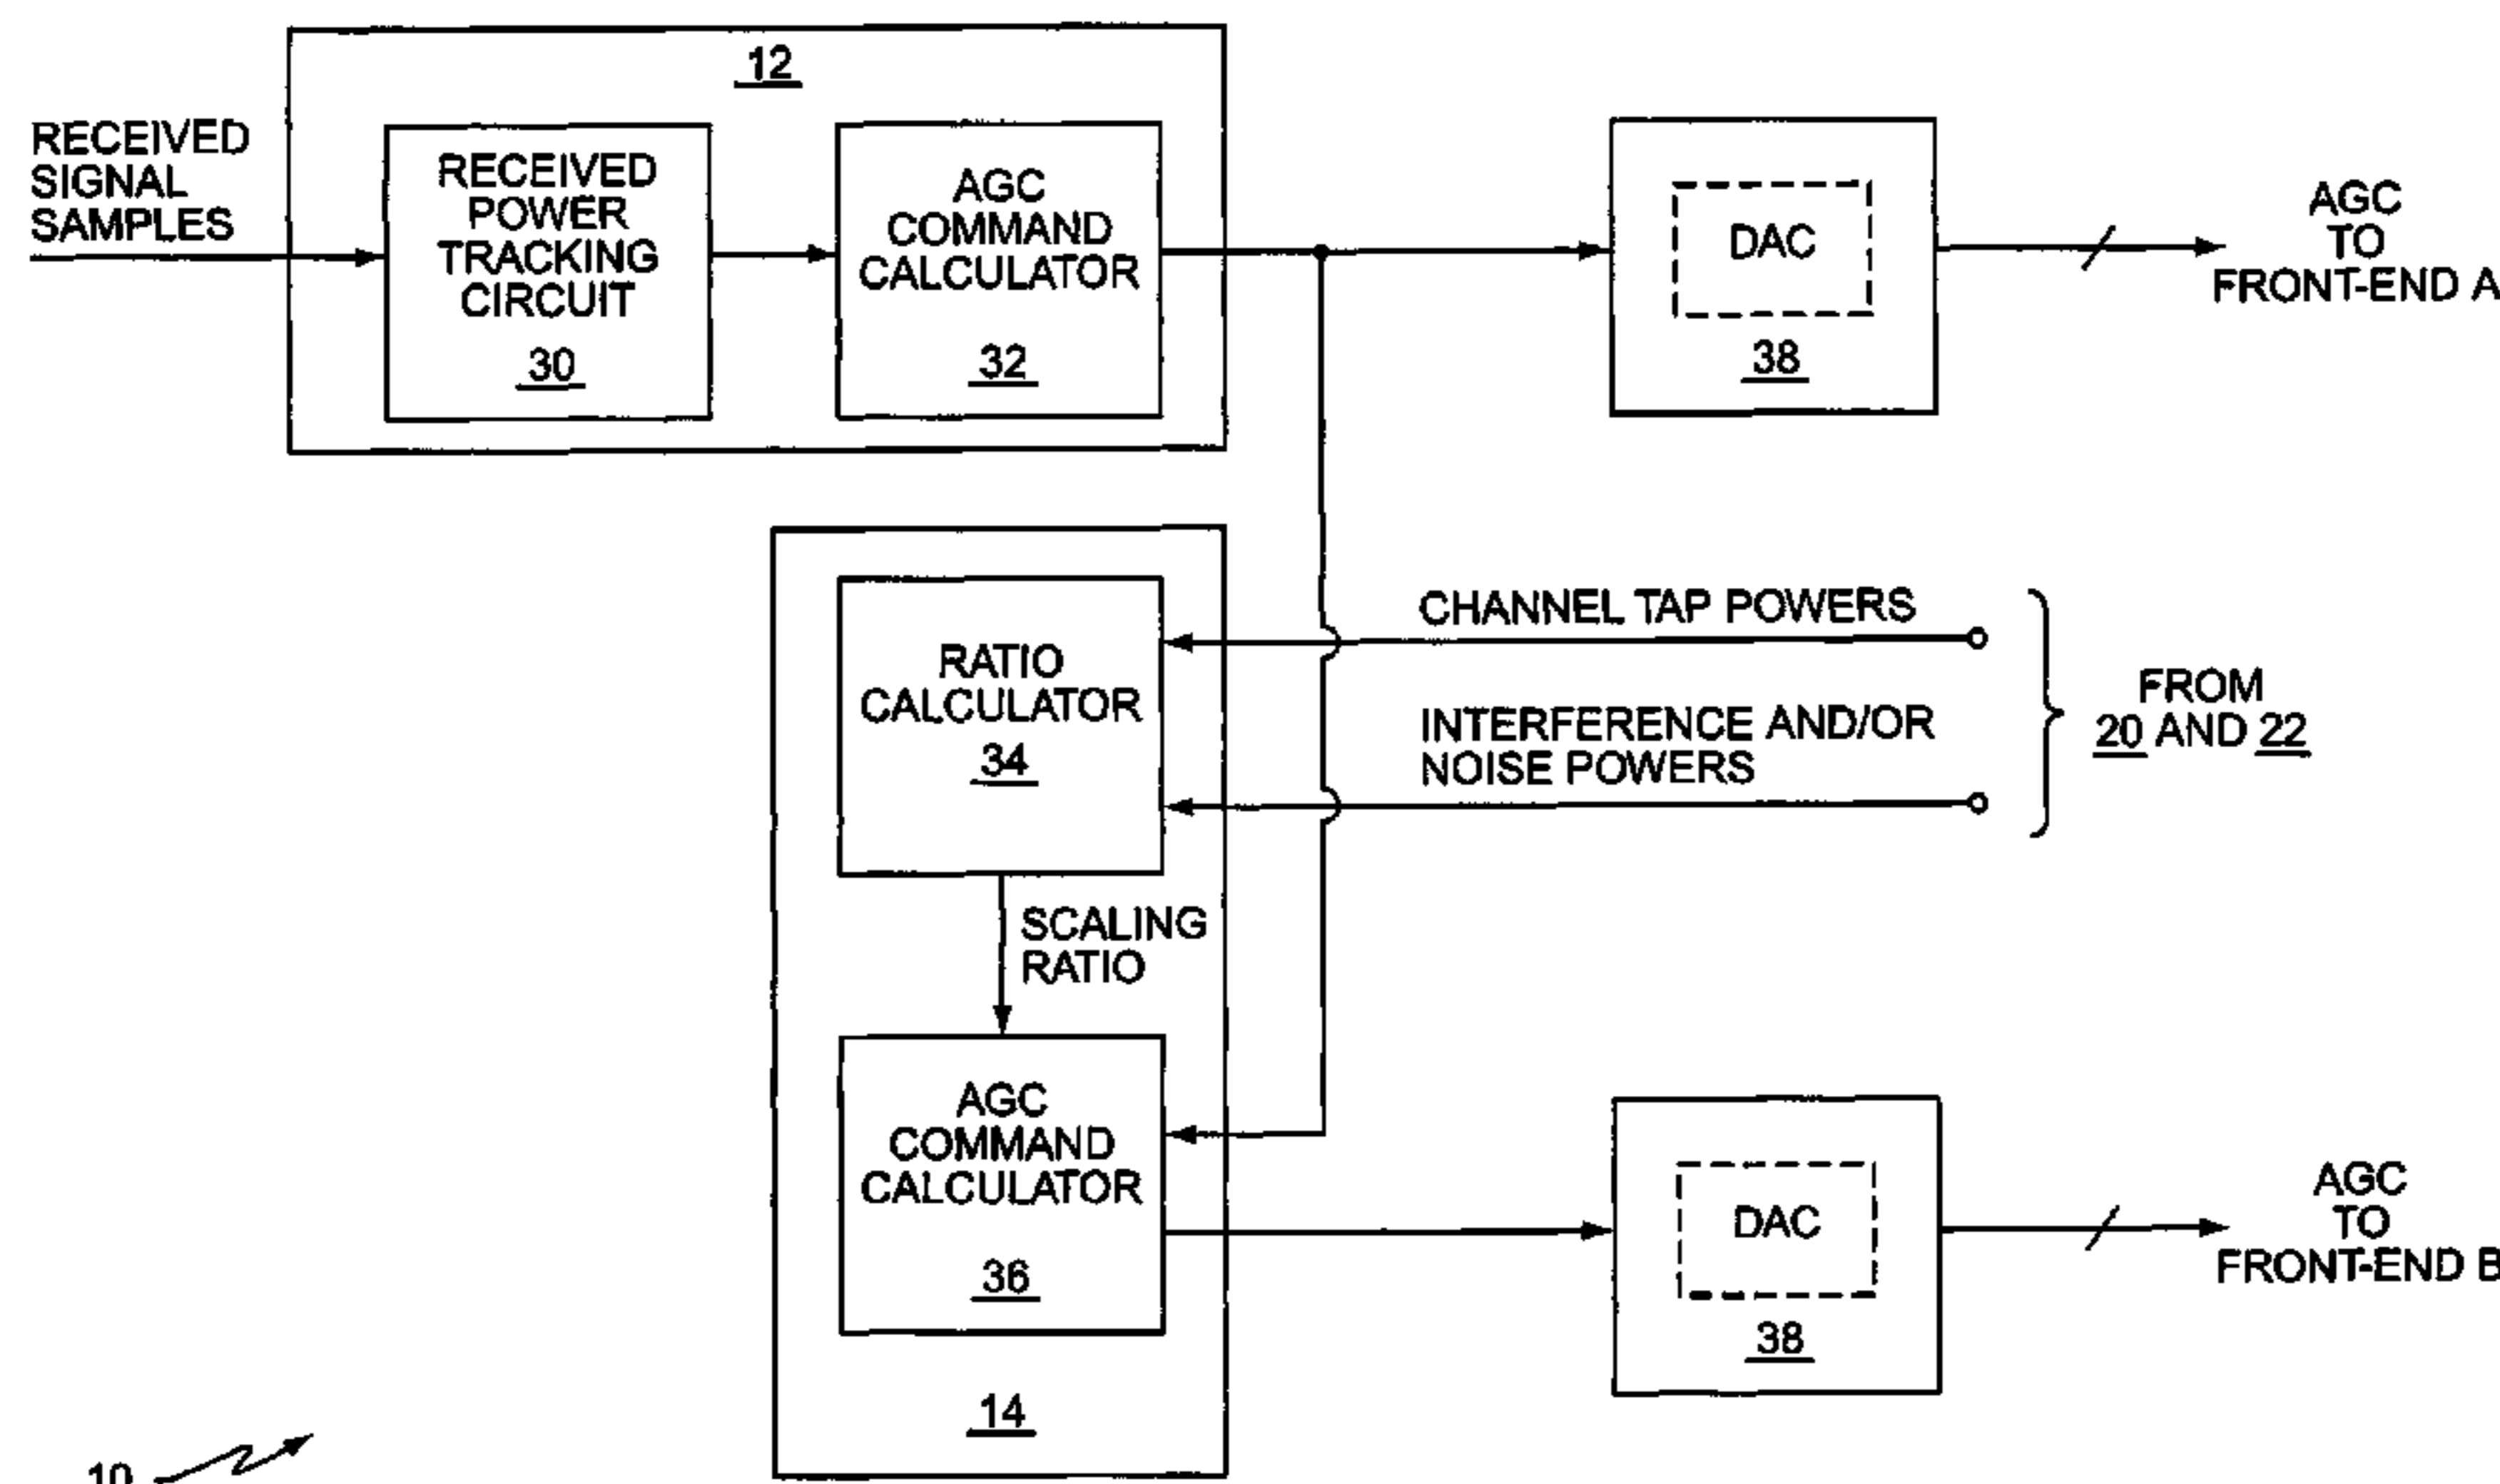 12
RECEIVED
SIGNAL
SAMPLES
RECEIVED
POWER
TRACKING
CIRCUIT
30
AGC
COMMAND
CALCULATOR
32
DAC
38
AGC
TO
FRONT-END A
RATIO
CALCULATOR
34
CHANNEL TAP POWERS
INTERFERENCE AND/OR
NOISE POWERS
FROM
20 AND 22
SCALING
RATIO
AGC
COMMAND
CALCULATOR
36
DAC
38
AGC
TO
FRONT-END B
14
10